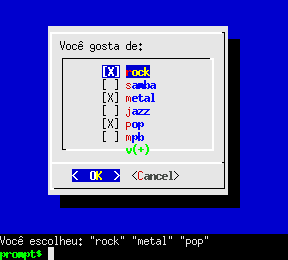 Você gosta de:
[X] rock
[ ] samba
[X] metal
[ ] jazz
[X] pop
[ ] mpb
v(+)
< OK > <Cancel>
Você escolheu: "rock" "metal" "pop"
prompt$